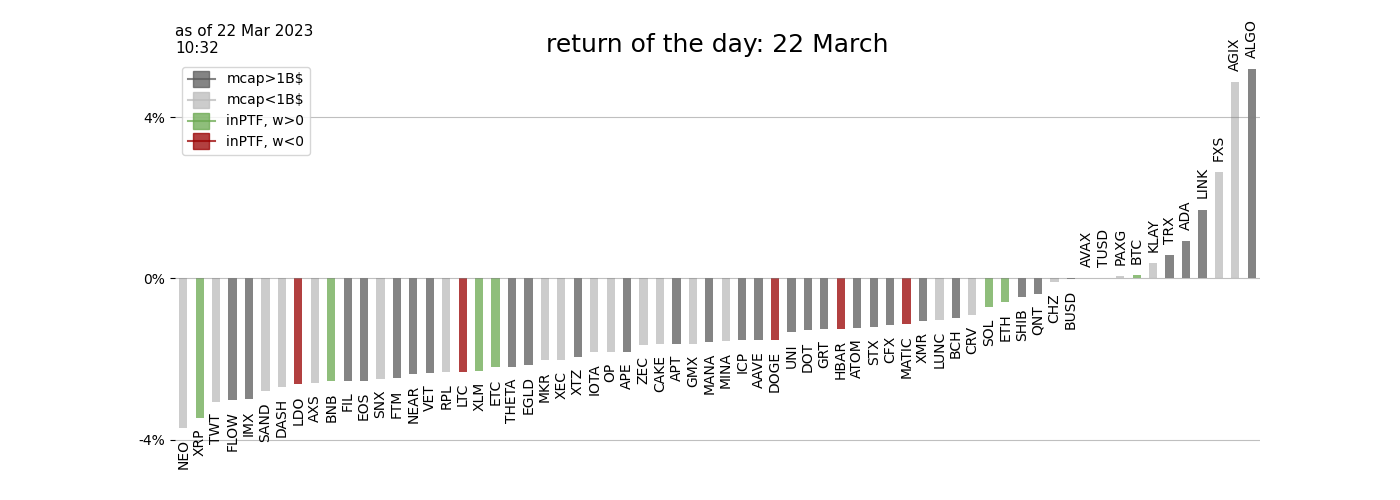 as of 22 Mar 2023
10:32
return of the day: 22 March
mcap>1B$
mcap<1B$
inPTF, w>0
inPTF, w<0
4%
0%
-4%
NEO
XRP
TWT
FLOW
IMX
SAND
DASH
LDO
AXS
BNB
FIL
EOS
SNX
FTM
NEAR
VET
RPL
LTC
XLM
ETC
THETA
EGLD
MKR
XEC
XTZ
IOTA
OP
APE
ZEC
CAKE
APT
GMX
MANA
MINA
ICP
AAVE
DOGE
UNI
DOT
GRT
HBAR
ATOM
STX
CFX
MATIC
XMR
LUNC
BCH
CRV
SOL
ETH
SHIB
QNT
CHZ
BUSD
AVAX
TUSD
PAXG
BTC
KLAY
TRX
ADA
LINK
FXS
AGIX
ALGO